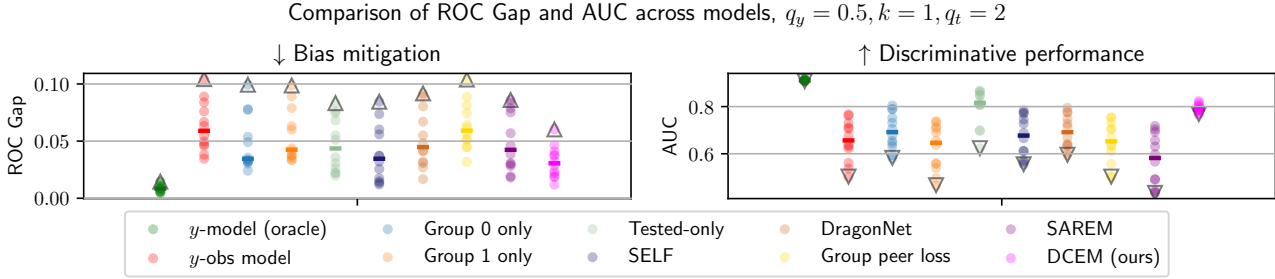 Comparison of ROC Gap and AUC across models, $q_y = 0.5, k = 1, q_t = 2$
↓ Bias mitigation
↑ Discriminative performance
ROC Gap
0.10
0.05
0.00
AUC
0.8
0.6
y-model (oracle)
Group 0 only
Tested-only
DragonNet
SAREM
y-obs model
Group 1 only
SELF
Group peer loss
DCEM (ours)